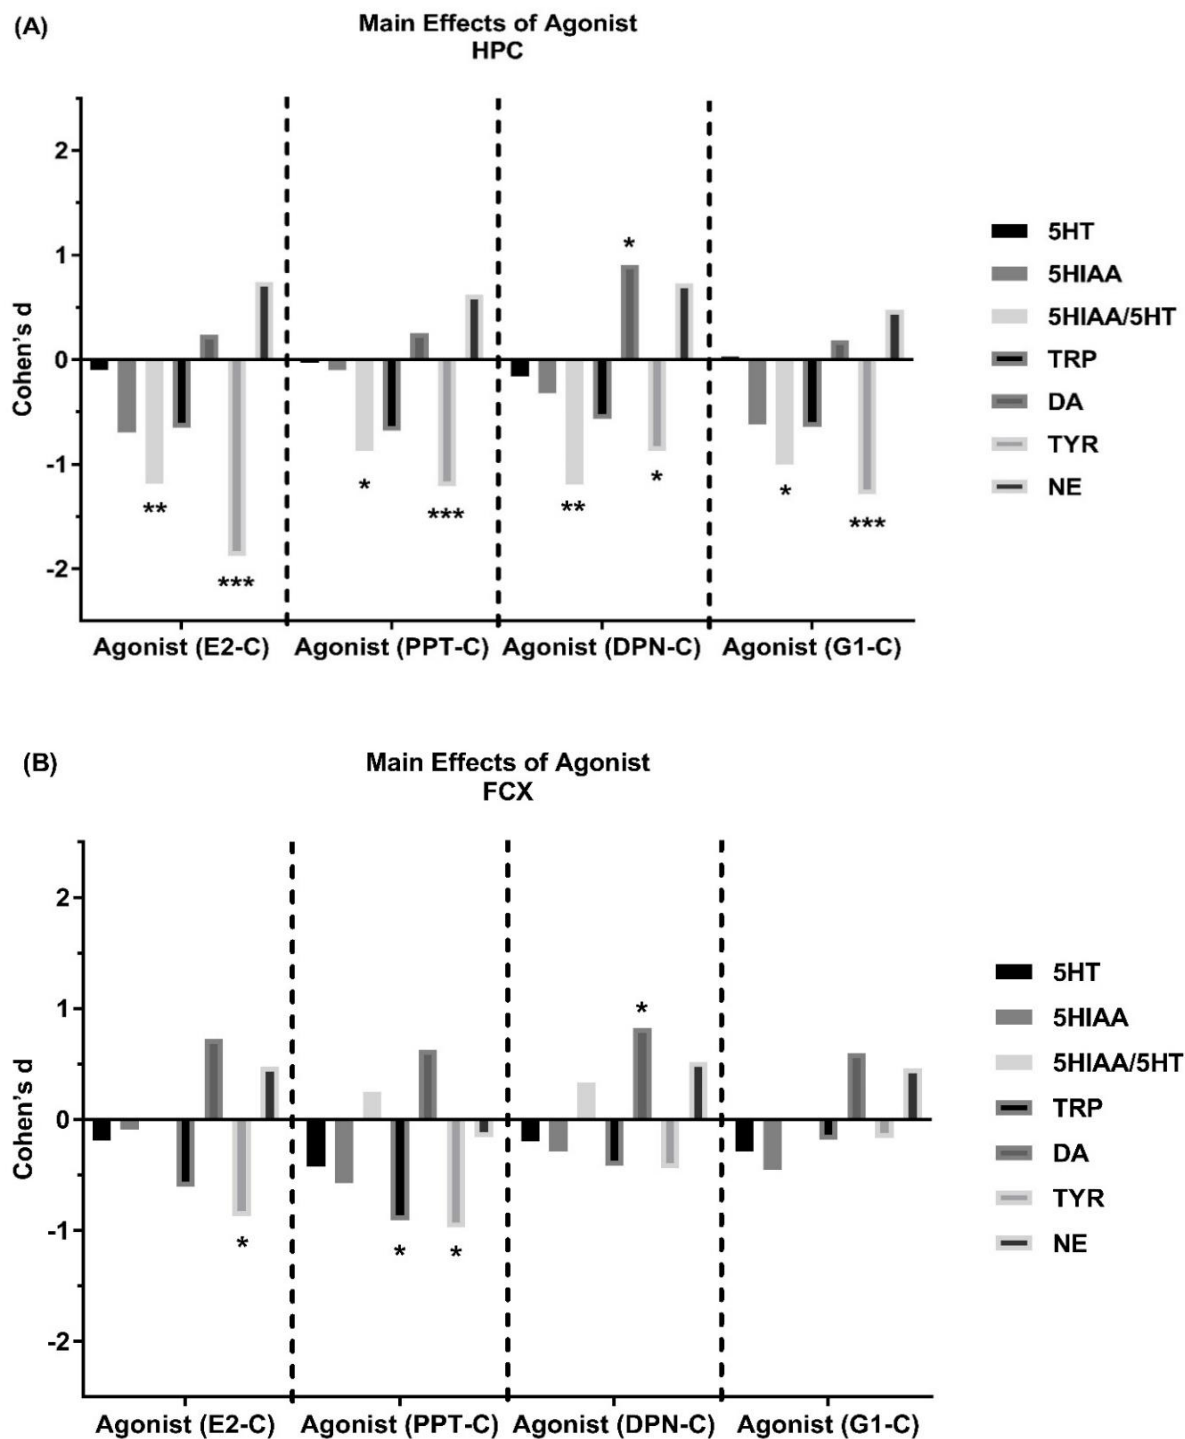 (A)
Main Effects of Agonist
HPC
2
1
0
-1
-2
Cohen's d
*
**
***
*
***
**
*
*
***
Agonist (E2-C) Agonist (PPT-C) Agonist (DPN-C) Agonist (G1-C)
5HT
5HIAA
5HIAA/5HT
TRP
DA
TYR
NE
(B)
Main Effects of Agonist
FCX
2
1
0
-1
-2
Cohen's d
*
*
*
*
Agonist (E2-C) Agonist (PPT-C) Agonist (DPN-C) Agonist (G1-C)
5HT
5HIAA
5HIAA/5HT
TRP
DA
TYR
NE